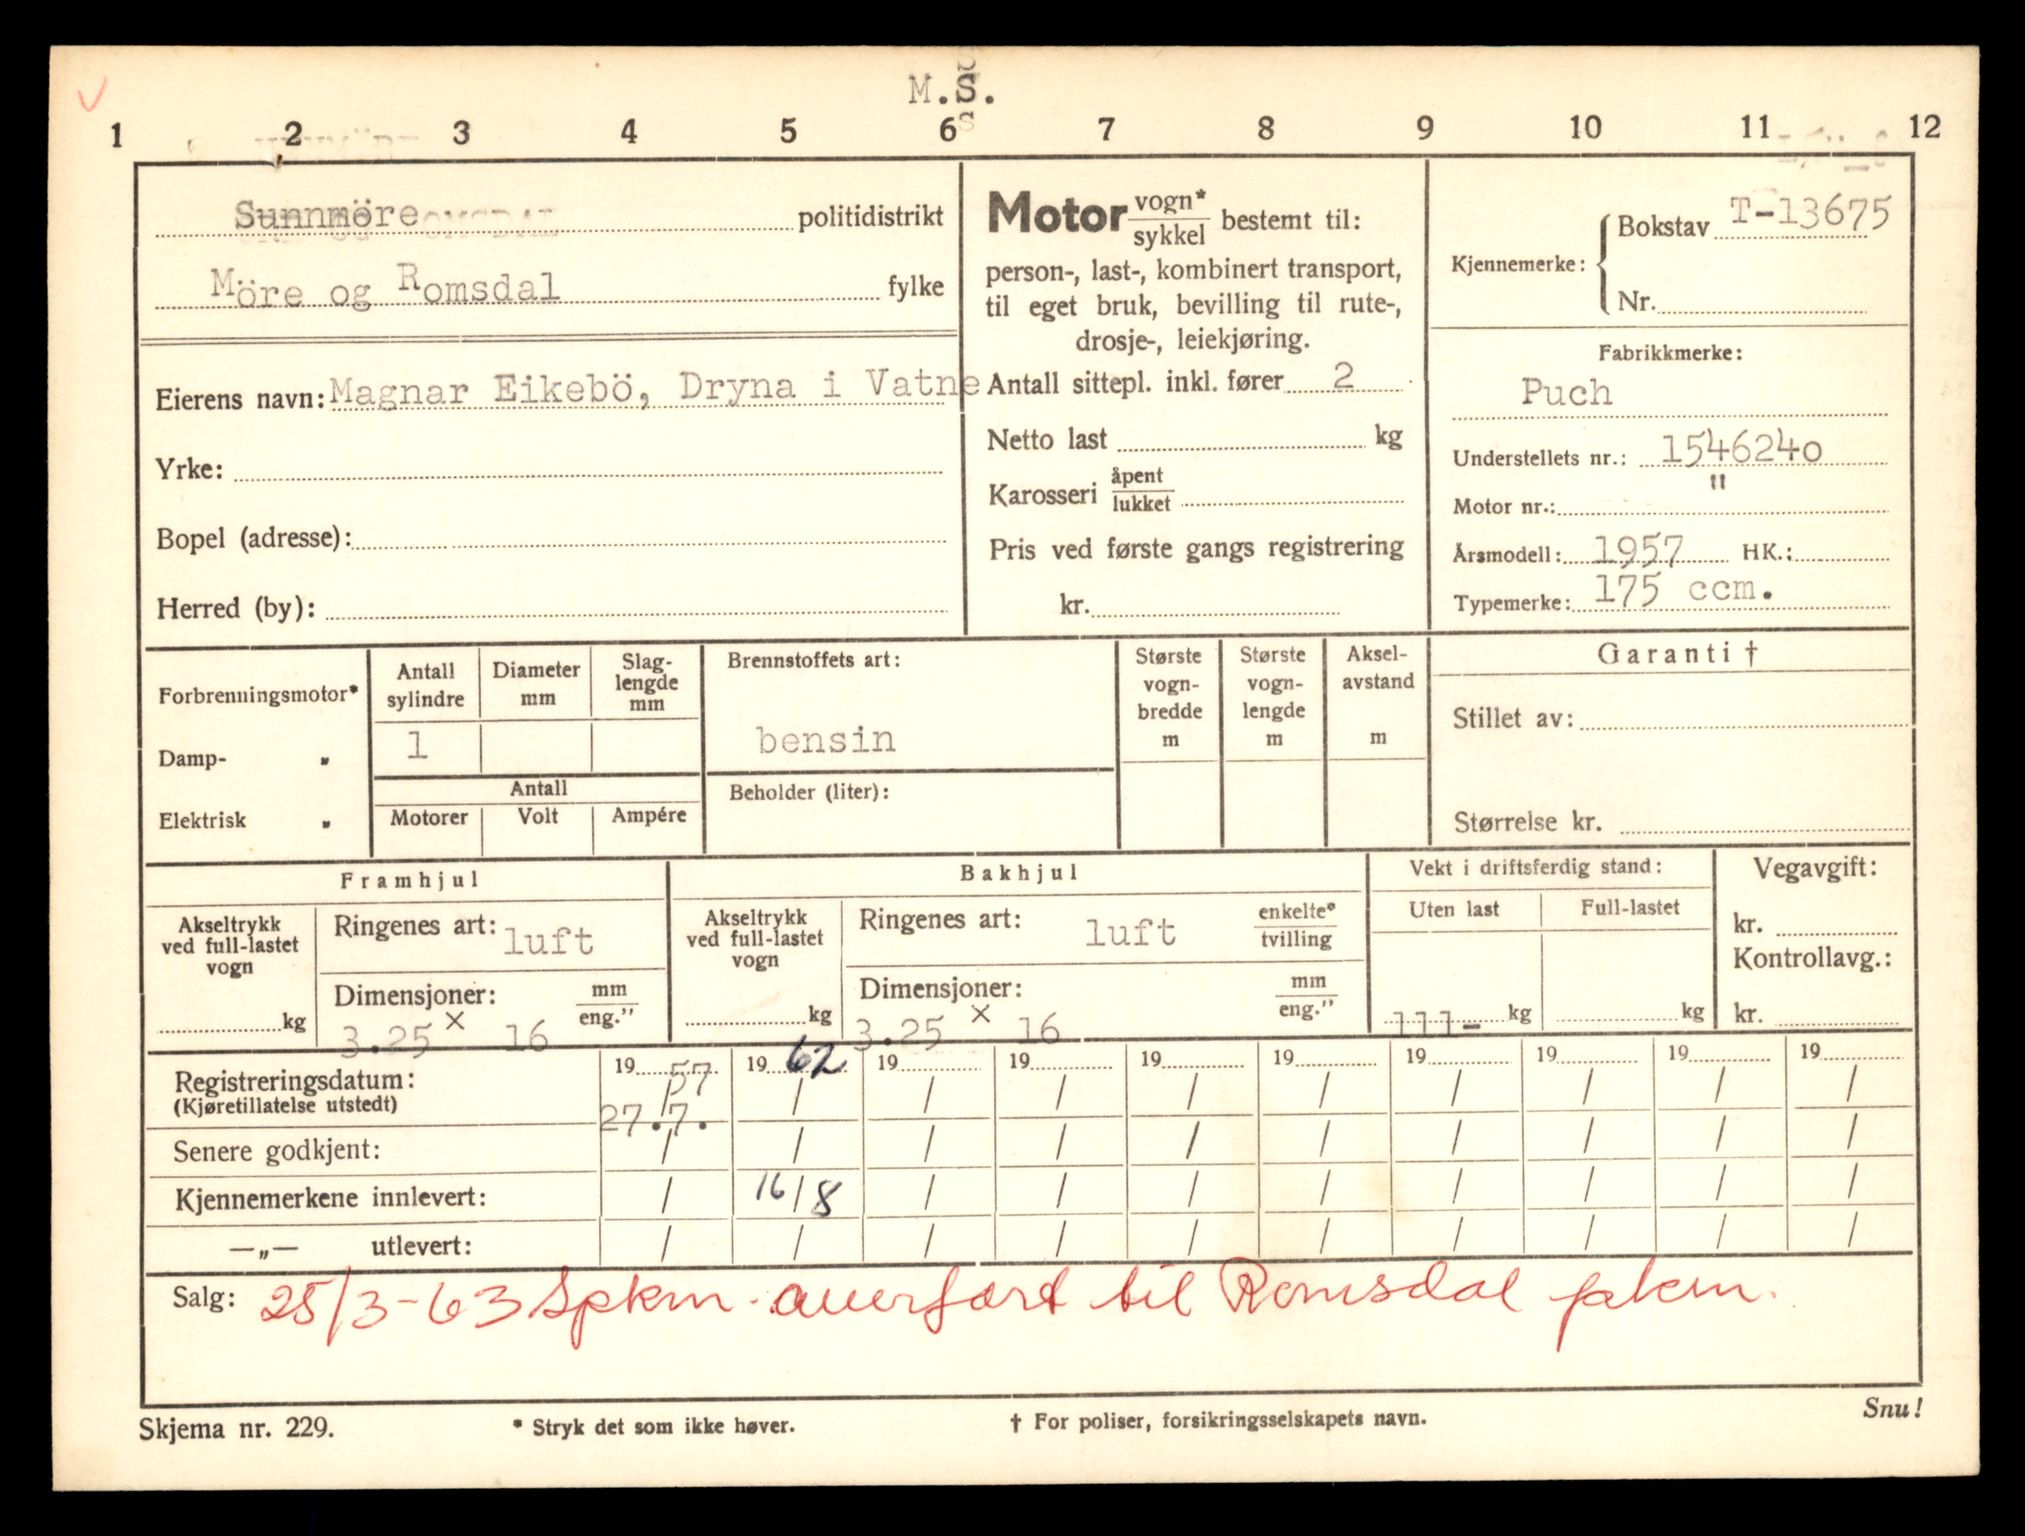 M.S.
1 2 3 4 5 6 7 8 9 10 11 12
Sunnmöre politidistrikt
Möre og Romsdal fylke
Eierens navn: Magnar Eikebö, Dryna i Vatne
Yrke:
Bopel (adresse):
Herred (by):
Motor vogn* sykkel bestemt til:
person-, last-, kombinert transport,
til eget bruk, bevilling til rute-,
drosje-, leiekjøring.
Antall sittepl. inkl. fører 2
Netto last kg
Karosseri åpent lukket
Pris ved første gangs registrering
kr.
Kjennemerke: Bokstav T-13675
Nr.
Fabrikkmerke:
Puch
Understellets nr.: 1546240
Motor nr.: "
Årsmodell: 1957 HK.:
Typemerke: 175 ccm.
Forbrenningsmotor*
Damp- "
Elektrisk "
Antall sylindre
Diameter mm
Slag-lengde mm
1
Antall
Motorer Volt Ampére
Brennstoffets art:
bensin
Beholder (liter):
Største vogn-bredde m
Største vogn-lengde m
Aksel-avstand m
Garanti †
Stillet av:
Størrelse kr.
Framhjul
Akseltrykk ved full-lastet vogn
kg
Ringenes art: luft
Dimensjoner: mm eng."
3.25 x 16
Bakhjul
Akseltrykk ved full-lastet vogn
kg
Ringenes art: luft enkelte* tvilling
Dimensjoner: mm eng."
3.25 x 16
Vekt i driftsferdig stand:
Uten last Full-lastet
111- kg kg
Vegavgift:
kr.
Kontrollavg.:
kr.
19 57 19 62 19 19 19 19 19 19 19 19
Registreringsdatum: / / / / / / / / / /
(Kjøretillatelse utstedt) 27.7.
Senere godkjent: / / / / / / / / / /
Kjennemerkene innlevert: / 16/8 / / / / / / / /
—„— utlevert: / / / / / / / / / /
Salg: 25/3-63 Spkm. overført til Romsdal pkm.
Skjema nr. 229.
* Stryk det som ikke høver.
† For poliser, forsikringsselskapets navn.
Snu!